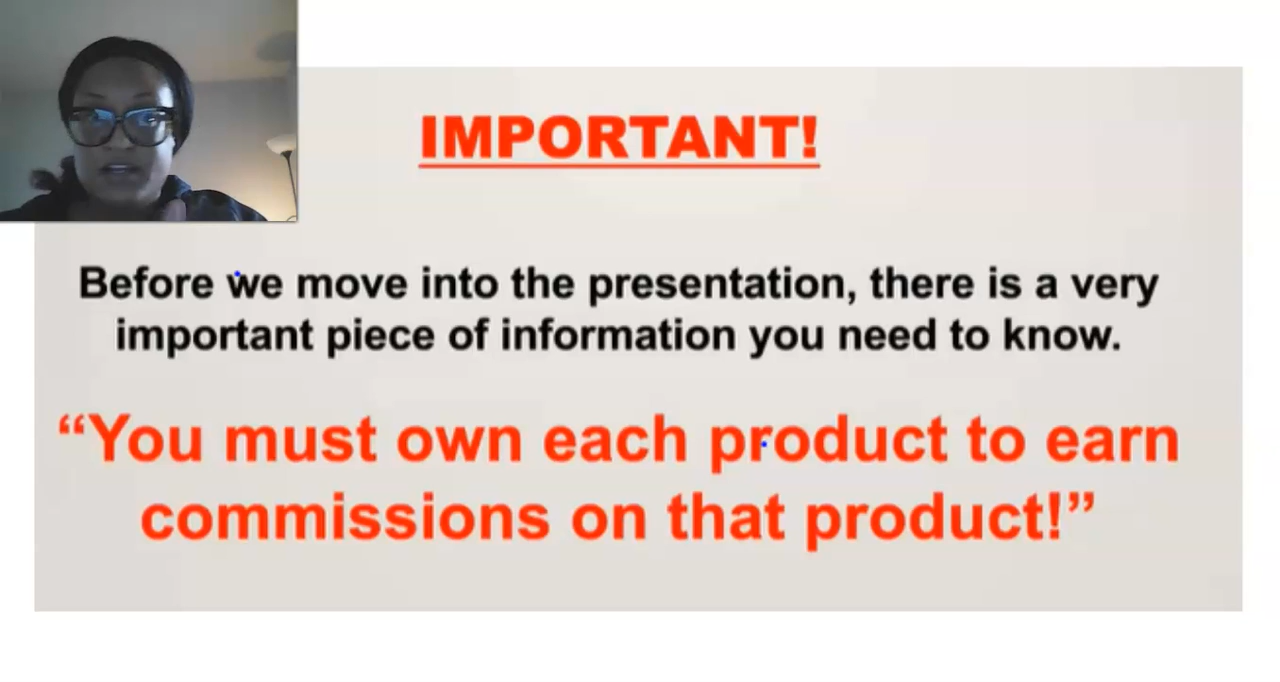 IMPORTANT!
Before we move into the presentation, there is a very
important piece of information you need to know.
“You must own each product to earn
commissions on that product!”